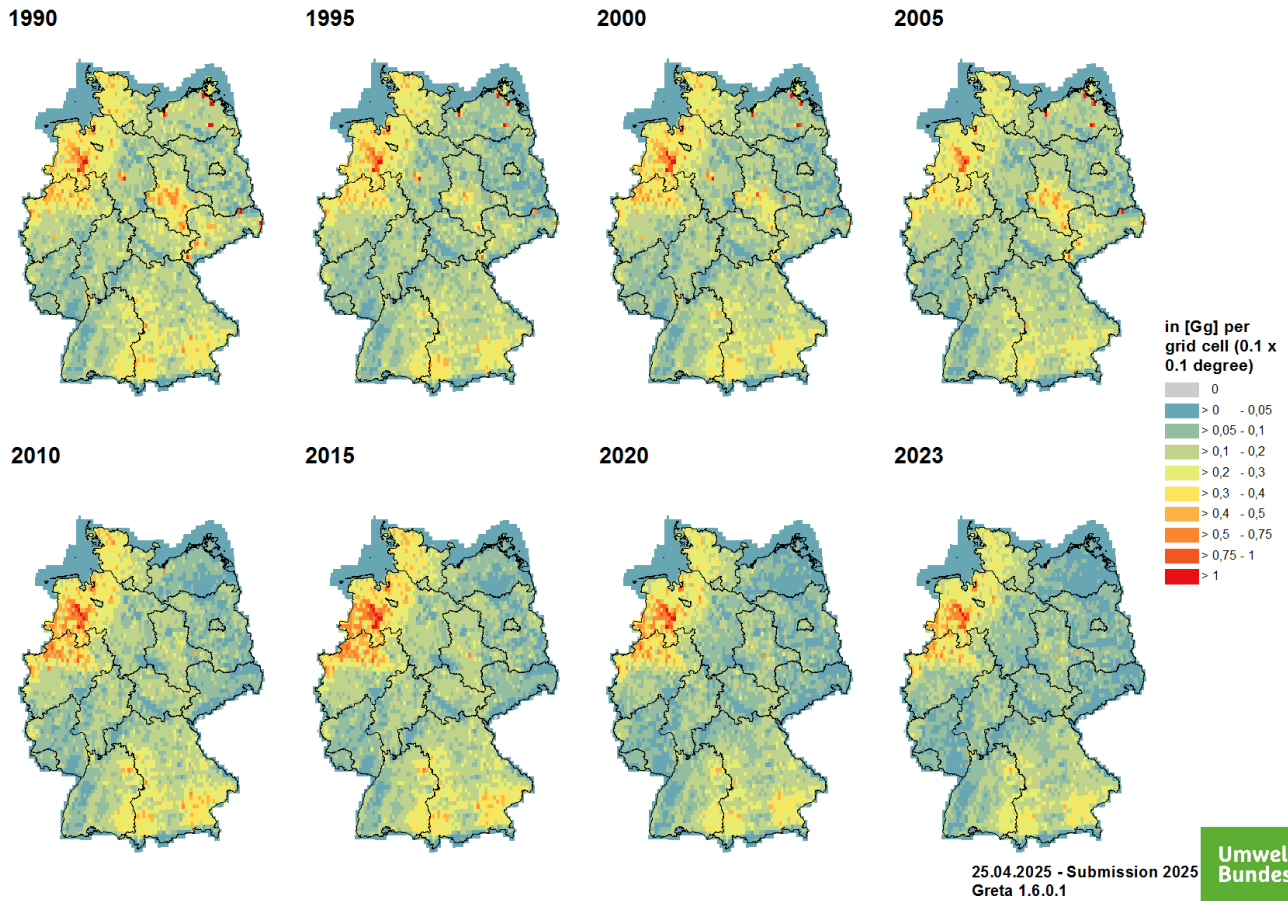 1990
1995
2000
2005
in [Gg] per
grid cell (0.1 x
0.1 degree)
0
> 0 - 0,05
> 0,05 - 0,1
> 0,1 - 0,2
> 0,2 - 0,3
> 0,3 - 0,4
> 0,4 - 0,5
> 0,5 - 0,75
> 0,75 - 1
> 1
2010
2015
2020
2023
25.04.2025 - Submission 2025
Greta 1.6.0.1
Umwel
Bundes